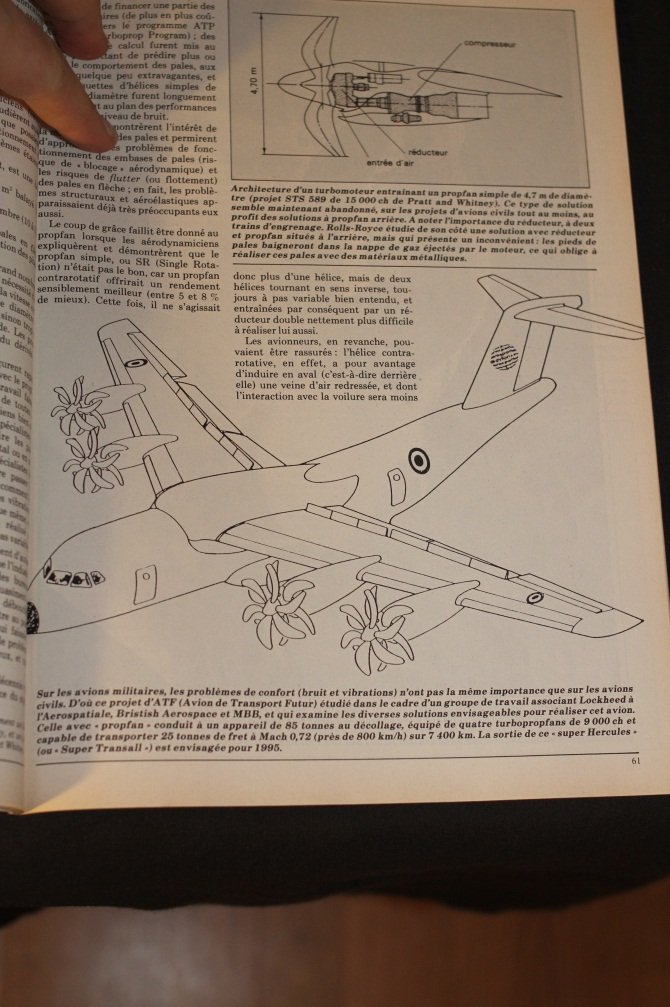 de financer une partie des
ires (de plus en plus coû-
ers le programme ATP
rboprop Program) ; des
e calcul furent mis au
tant de prédire plus ou
le comportement des pales, aux
quelque peu extravagantes, et
uettes d'hélices simples de
diamètre furent longuement
t au plan des performances
iveau de bruit.
montrèrent l'intérêt de
des pales et permirent
d'app s problèmes de fonc-
tionnement des embases de pales (ris-
que de « blocage » aérodynamique) et
les risques de flutter (ou flottement)
des pales en flèche ; en fait, les problè-
mes structuraux et aéroélastiques ap-
paraissaient déjà très préoccupants eux
aussi.
Le coup de grâce faillit être donné au
propfan lorsque les aérodynamiciens
expliquèrent et démontrèrent que le
propfan simple, ou SR (Single Rota-
tion) n'était pas le bon, car un propfan
contrarotatif offrirait un rendement
sensiblement meilleur (entre 5 et 8 %
de mieux). Cette fois, il ne s'agissait
4,70 m
compresseur
réducteur
entrée d'air
Architecture d'un turbomoteur entraînant un propfan simple de 4,7 m de diamè-
tre (projet STS 589 de 15 000 ch de Pratt and Whitney). Ce type de solution
semble maintenant abandonné, sur les projets d'avions civils tout au moins, au
profit des solutions à propfan arrière. A noter l'importance du réducteur, à deux
trains d'engrenage. Rolls-Royce étudie de son côté une solution avec réducteur
et propfan situés à l'arrière, mais qui présente un inconvénient : les pieds de
pales baigneront dans la nappe de gaz éjectés par le moteur, ce qui oblige à
réaliser ces pales avec des matériaux métalliques.
donc plus d'une hélice, mais de deux
hélices tournant en sens inverse, tou-
jours à pas variable bien entendu, et
entraînées par conséquent par un ré-
ducteur double nettement plus difficile
à réaliser lui aussi.
Les avionneurs, en revanche, pou-
vaient être rassurés : l'hélice contra-
rotative, en effet, a pour avantage
d'induire en aval (c'est-à-dire derrière
elle) une veine d'air redressée, et dont
l'interaction avec la voilure sera moins
Sur les avions militaires, les problèmes de confort (bruit et vibrations) n'ont pas la même importance que sur les avions
civils. D'où ce projet d'ATF (Avion de Transport Futur) étudié dans le cadre d'un groupe de travail associant Lockheed à
l'Aerospatiale, Bristish Aerospace et MBB, et qui examine les diverses solutions envisageables pour réaliser cet avion.
Celle avec « propfan » conduit à un appareil de 85 tonnes au décollage, équipé de quatre turbopropfans de 9 000 ch et
capable de transporter 25 tonnes de fret à Mach 0,72 (près de 800 km/h) sur 7 400 km. La sortie de ce « super Hercules »
(ou « Super Transall ») est envisagée pour 1995.
61